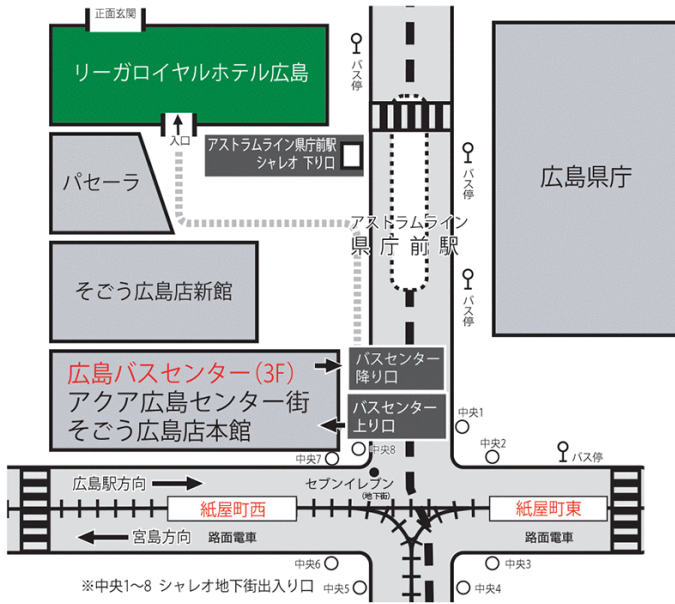 正面玄関
リーガロイヤルホテル広島
入口
バス停
アストラムライン県庁前駅
シャレオ 下り口
パセーラ
バス停
広島県庁
アストラムライン
県庁前駅
そごう広島店新館
バス停
広島バスセンター(3F)
アクア広島センター街
そごう広島店本館
バスセンター
降り口
バスセンター
上り口
中央1
中央2
中央7
中央8
バス停
セブンイレブン
(地下街)
広島駅方向
紙屋町西
紙屋町東
宮島方向
路面電車
路面電車
中央6
中央3
※中央1~8 シャレオ地下街出入り口
中央5
中央4